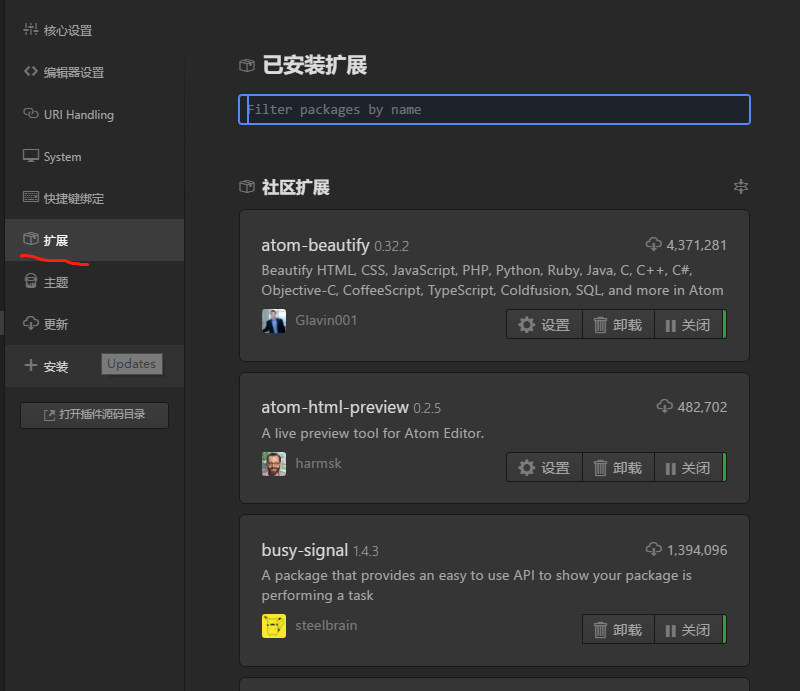 核心设置
编辑器设置
URI Handling
System
快捷键绑定
扩展
主题
更新
安装
Updates
打开插件源码目录
已安装扩展
Filter packages by name
社区扩展
atom-beautify 0.32.2
4,371,281
Beautify HTML, CSS, JavaScript, PHP, Python, Ruby, Java, C, C++, C#,
Objective-C, CoffeeScript, TypeScript, Coldfusion, SQL, and more in Atom
Glavin001
设置
卸载
关闭
atom-html-preview 0.2.5
482,702
A live preview tool for Atom Editor.
harmsk
设置
卸载
关闭
busy-signal 1.4.3
1,394,096
A package that provides an easy to use API to show your package is
performing a task
steelbrain
卸载
关闭